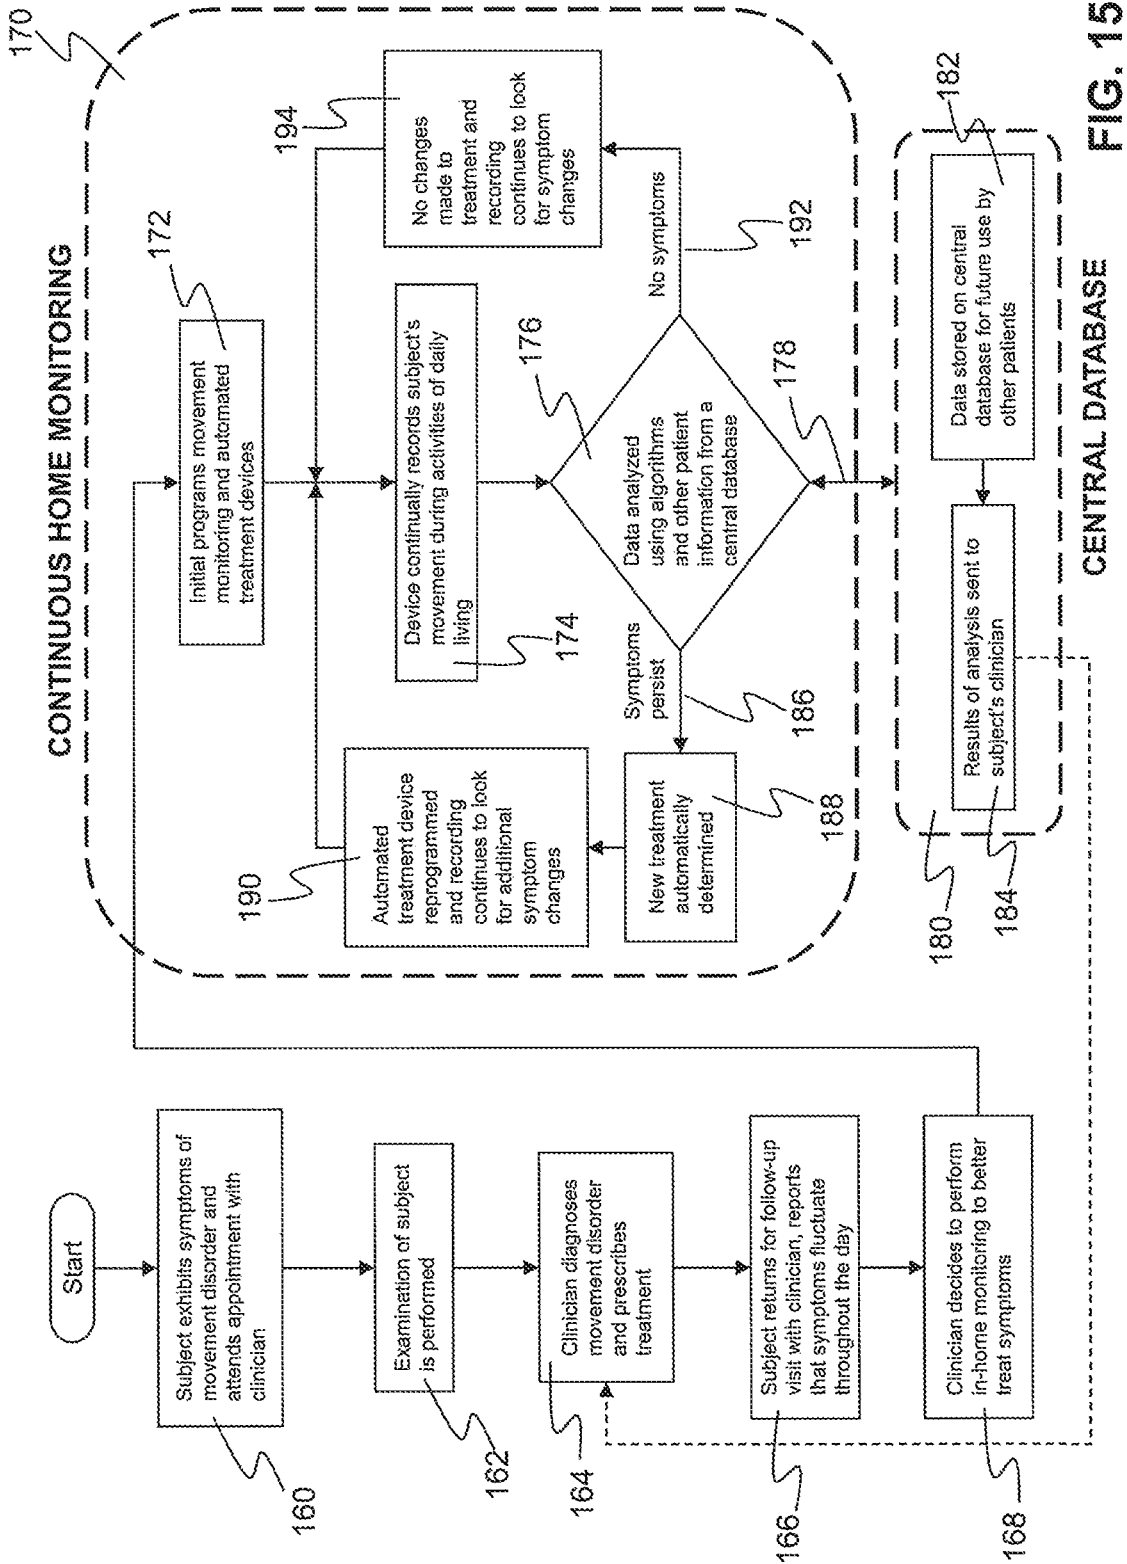 Start
Subject exhibits symptoms of
movement disorder and
attends appointment with
clinician
160
Examination of subject
is performed
162
Clinician diagnoses
movement disorder
and prescribes
treatment
164
Subject returns for follow-up
visit with clinician, reports
that symptoms fluctuate
throughout the day
166
Clinician decides to perform
in-home monitoring to better
treat symptoms
168
CONTINUOUS HOME MONITORING
170
Initial programs movement
monitoring and automated
treatment devices
172
Device continually records subject's
movement during activities of daily
living
174
Data analyzed
using algorithms
and other patient
information from a
central database
176
178
Symptoms
persist
186
New treatment
automatically
determined
188
Automated
treatment device
reprogrammed
and recording
continues to look
for additional
symptom
changes
190
No symptoms
192
No changes
made to
treatment and
recording
continues to look
for symptom
changes
194
180
Results of analysis sent to
subject's clinician
184
Data stored on central
database for future use by
other patients
182
CENTRAL DATABASE
FIG. 15